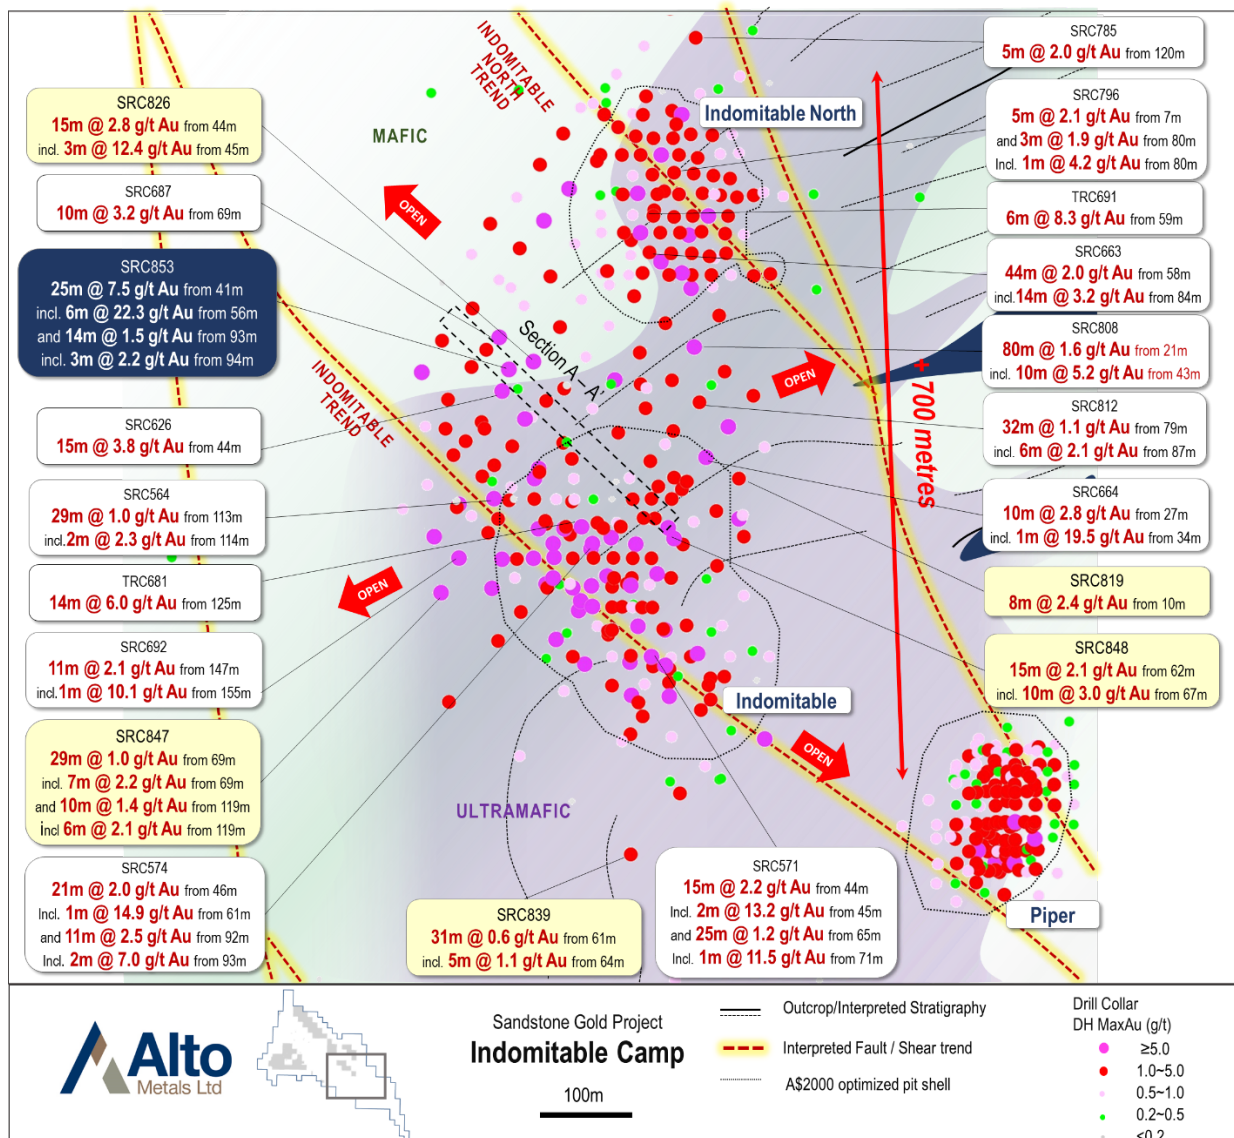 SRC826
15m @ 2.8 g/t Au from 44m
incl. 3m @ 12.4 g/t Au from 45m
SRC687
10m @ 3.2 g/t Au from 69m
SRC853
25m @ 7.5 g/t Au from 41m
incl. 6m @ 22.3 g/t Au from 56m
and 14m @ 1.5 g/t Au from 93m
incl. 3m @ 2.2 g/t Au from 94m
SRC626
15m @ 3.8 g/t Au from 44m
SRC564
29m @ 1.0 g/t Au from 113m
incl.2m @ 2.3 g/t Au from 114m
TRC681
14m @ 6.0 g/t Au from 125m
SRC692
11m @ 2.1 g/t Au from 147m
incl.1m @ 10.1 g/t Au from 155m
SRC847
29m @ 1.0 g/t Au from 69m
incl. 7m @ 2.2 g/t Au from 69m
and 10m @ 1.4 g/t Au from 119m
incl 6m @ 2.1 g/t Au from 119m
SRC574
21m @ 2.0 g/t Au from 46m
Incl. 1m @ 14.9 g/t Au from 61m
and 11m @ 2.5 g/t Au from 92m
Incl. 2m @ 7.0 g/t Au from 93m
INDOMITABLE
NORTH
TREND
MAFIC
OPEN
Indomitable North
Section A – A'
INDOMITABLE
TREND
OPEN
+ 700 metres
OPEN
Indomitable
OPEN
ULTRAMAFIC
Piper
SRC839
31m @ 0.6 g/t Au from 61m
incl. 5m @ 1.1 g/t Au from 64m
SRC571
15m @ 2.2 g/t Au from 44m
Incl. 2m @ 13.2 g/t Au from 45m
and 25m @ 1.2 g/t Au from 65m
Incl. 1m @ 11.5 g/t Au from 71m
SRC785
5m @ 2.0 g/t Au from 120m
SRC796
5m @ 2.1 g/t Au from 7m
and 3m @ 1.9 g/t Au from 80m
Incl. 1m @ 4.2 g/t Au from 80m
TRC691
6m @ 8.3 g/t Au from 59m
SRC663
44m @ 2.0 g/t Au from 58m
incl.14m @ 3.2 g/t Au from 84m
SRC808
80m @ 1.6 g/t Au from 21m
incl. 10m @ 5.2 g/t Au from 43m
SRC812
32m @ 1.1 g/t Au from 79m
incl. 6m @ 2.1 g/t Au from 87m
SRC664
10m @ 2.8 g/t Au from 27m
incl. 1m @ 19.5 g/t Au from 34m
SRC819
8m @ 2.4 g/t Au from 10m
SRC848
15m @ 2.1 g/t Au from 62m
incl. 10m @ 3.0 g/t Au from 67m
Alto
Metals Ltd
Sandstone Gold Project
Indomitable Camp
100m
Outcrop/Interpreted Stratigraphy
Interpreted Fault / Shear trend
A$2000 optimized pit shell
Drill Collar
DH MaxAu (g/t)
≥5.0
1.0~5.0
0.5~1.0
0.2~0.5
<0.2